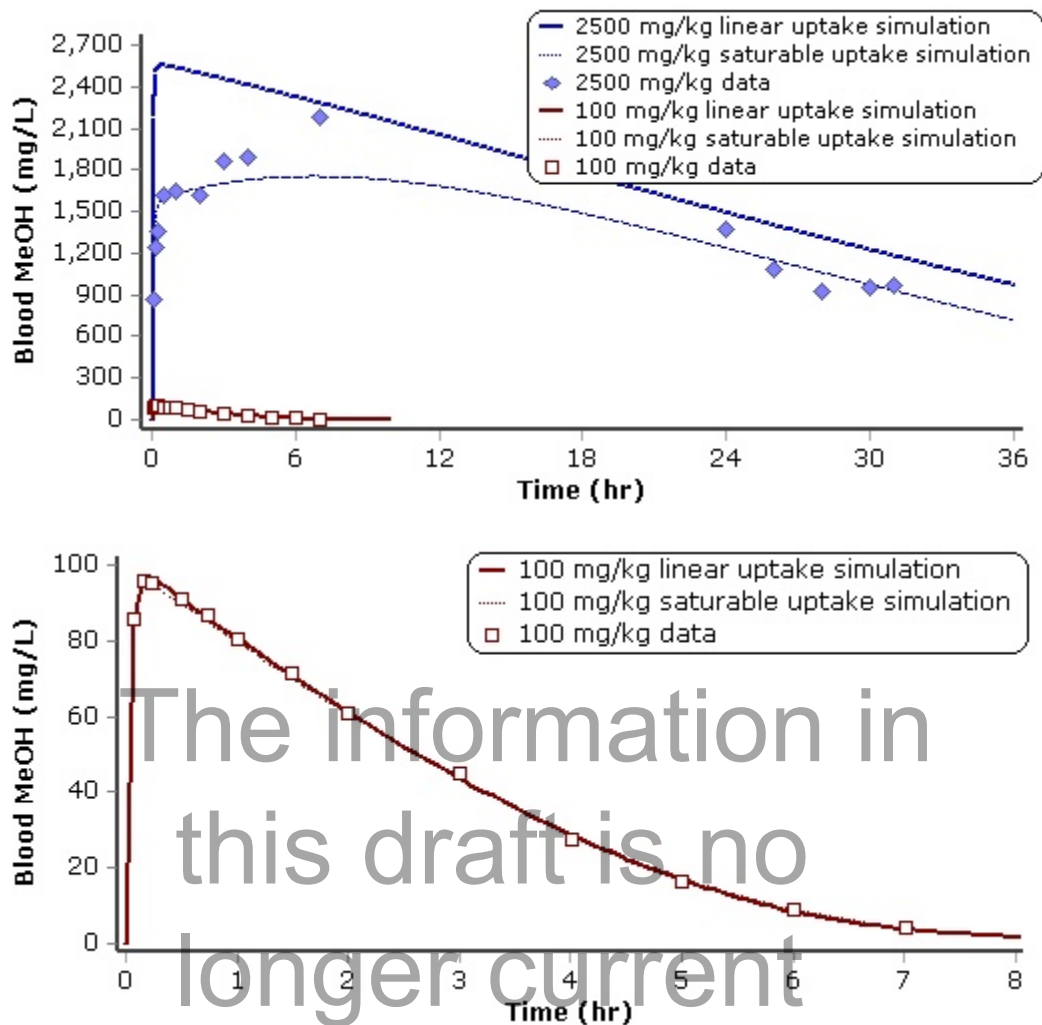 2500 mg/kg linear uptake simulation
2500 mg/kg saturable uptake simulation
2500 mg/kg data
100 mg/kg linear uptake simulation
100 mg/kg saturable uptake simulation
100 mg/kg data
Blood MeOH (mg/L)
2,700
2,400
2,100
1,800
1,500
1,200
900
600
300
0
0 6 12 18 24 30 36
Time (hr)
100 mg/kg linear uptake simulation
100 mg/kg saturable uptake simulation
100 mg/kg data
Blood MeOH (mg/L)
100
80
60
40
20
0
0 1 2 3 4 5 6 7 8
Time (hr)
The information in
this draft is no
longer current